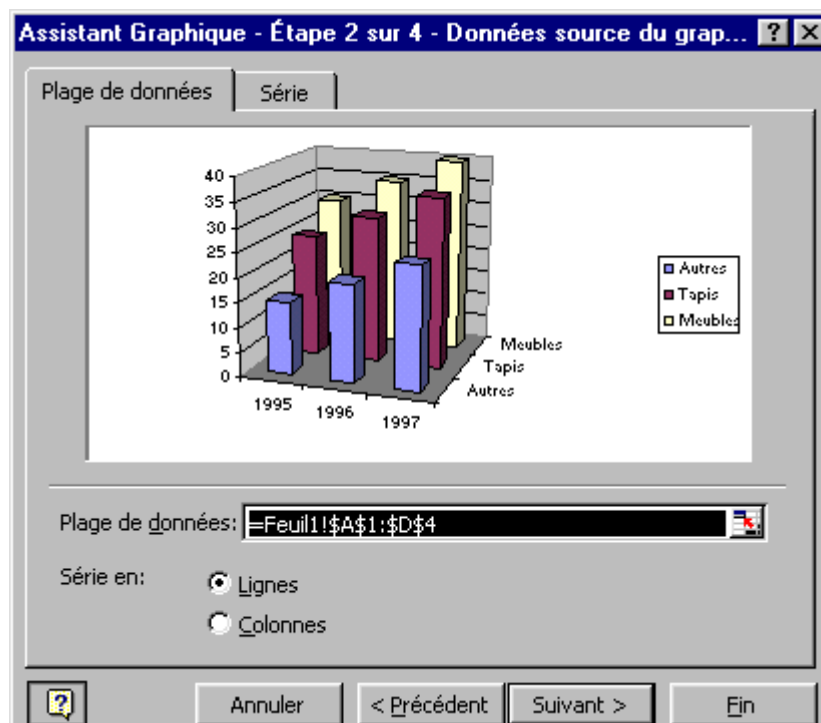 Assistant Graphique - Étape 2 sur 4 - Données source du grap... ? X
Plage de données Série
40
35
30
25
20
15
10
5
0
1995 1996 1997
Meubles
Tapis
Autres
Autres
Tapis
Meubles
Plage de données: =Feuil1!$A$1:$D$4
Série en: Lignes
Colonnes
? Annuler < Précédent Suivant > Fin